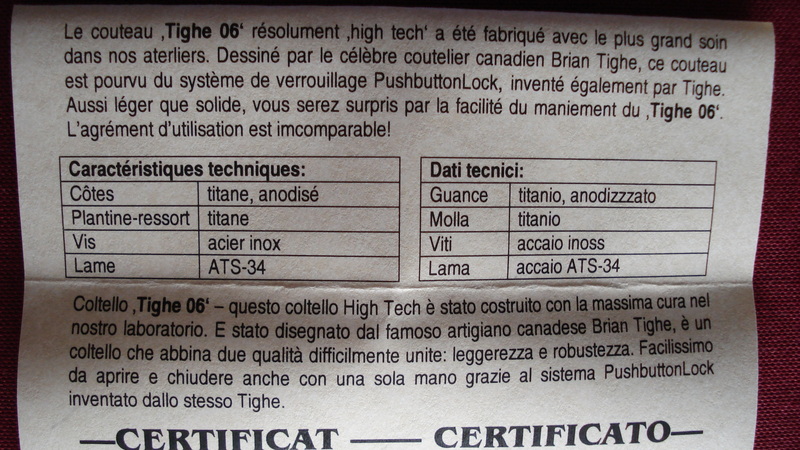 Le couteau ‚Tighe 06‘ résolument ‚high tech‘ a été fabriqué avec le plus grand soin
dans nos aterliers. Dessiné par le célèbre coutelier canadien Brian Tighe, ce couteau
est pourvu du système de verrouillage PushbuttonLock, inventé également par Tighe.
Aussi léger que solide, vous serez surpris par la facilité du maniement du ‚Tighe 06‘.
L'agrément d'utilisation est imcomparable!
Caractéristiques techniques:
Côtes titane, anodisé
Plantine-ressort titane
Vis acier inox
Lame ATS-34
Dati tecnici:
Guance titanio, anodizzzato
Molla titanio
Viti accaio inoss
Lama accaio ATS-34
Coltello ‚Tighe 06‘ – questo coltello High Tech è stato costruito con la massima cura nel
nostro laboratorio. E stato disegnato dal famoso artigiano canadese Brian Tighe, è un
coltello che abbina due qualità difficilmente unite: leggerezza e robustezza. Facilissimo
da aprire e chiudere anche con una sola mano grazie al sistema PushbuttonLock
inventato dallo stesso Tighe.
—CERTIFICAT —— CERTIFICATO—